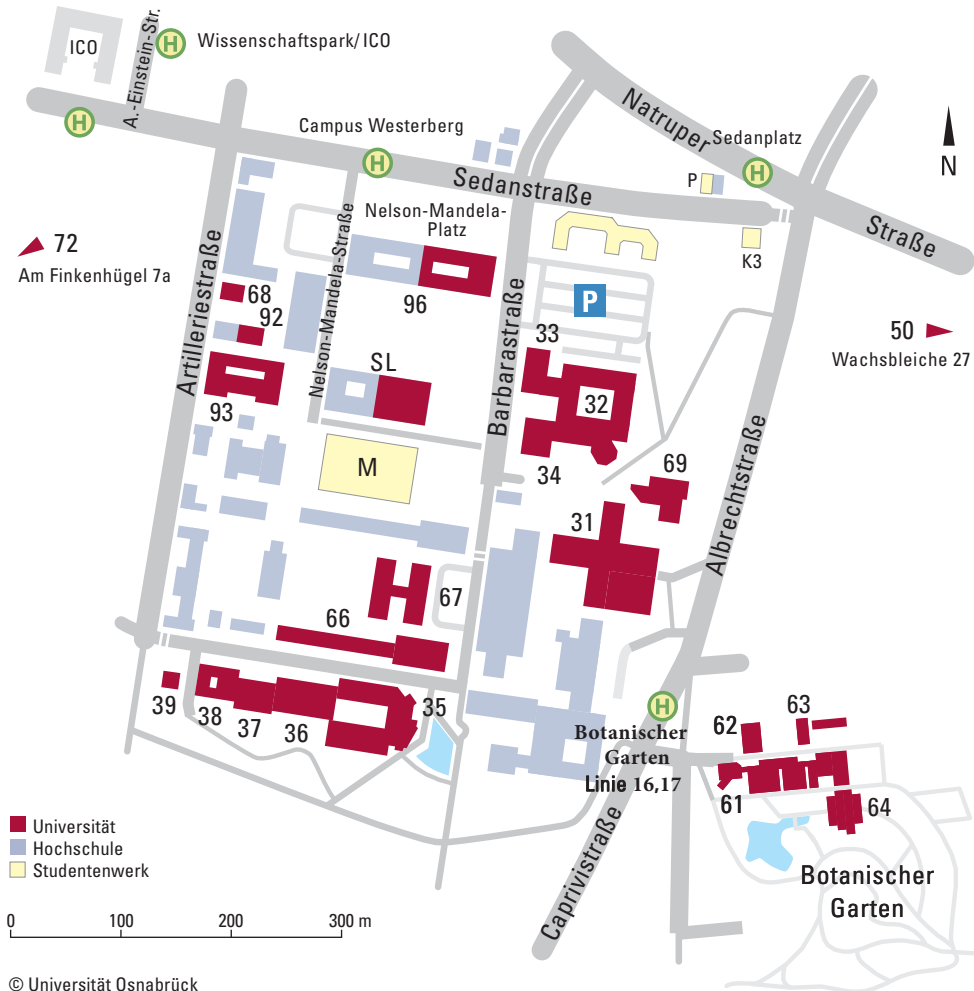 ICO
A.-Einstein-Str.
H
Wissenschaftspark/ICO
H
Campus Westerberg
H
Natruper
Sedanplatz
H
N
P
Sedanstraße
Straße
K3
72
Am Finkenhügel 7a
Nelson-Mandela-
Platz
Nelson-Mandela-Straße
Artilleriestraße
68
92
96
Barbarastraße
P
33
50
Wachsbleiche 27
SL
32
93
34
M
69
31
Albrechtstraße
67
66
39
38
37
36
35
H
Botanischer
Garten
Linie 16,17
62
63
61
64
Caprivistraße
Botanischer
Garten
Universität
Hochschule
Studentenwerk
0 100 200 300 m
© Universität Osnabrück